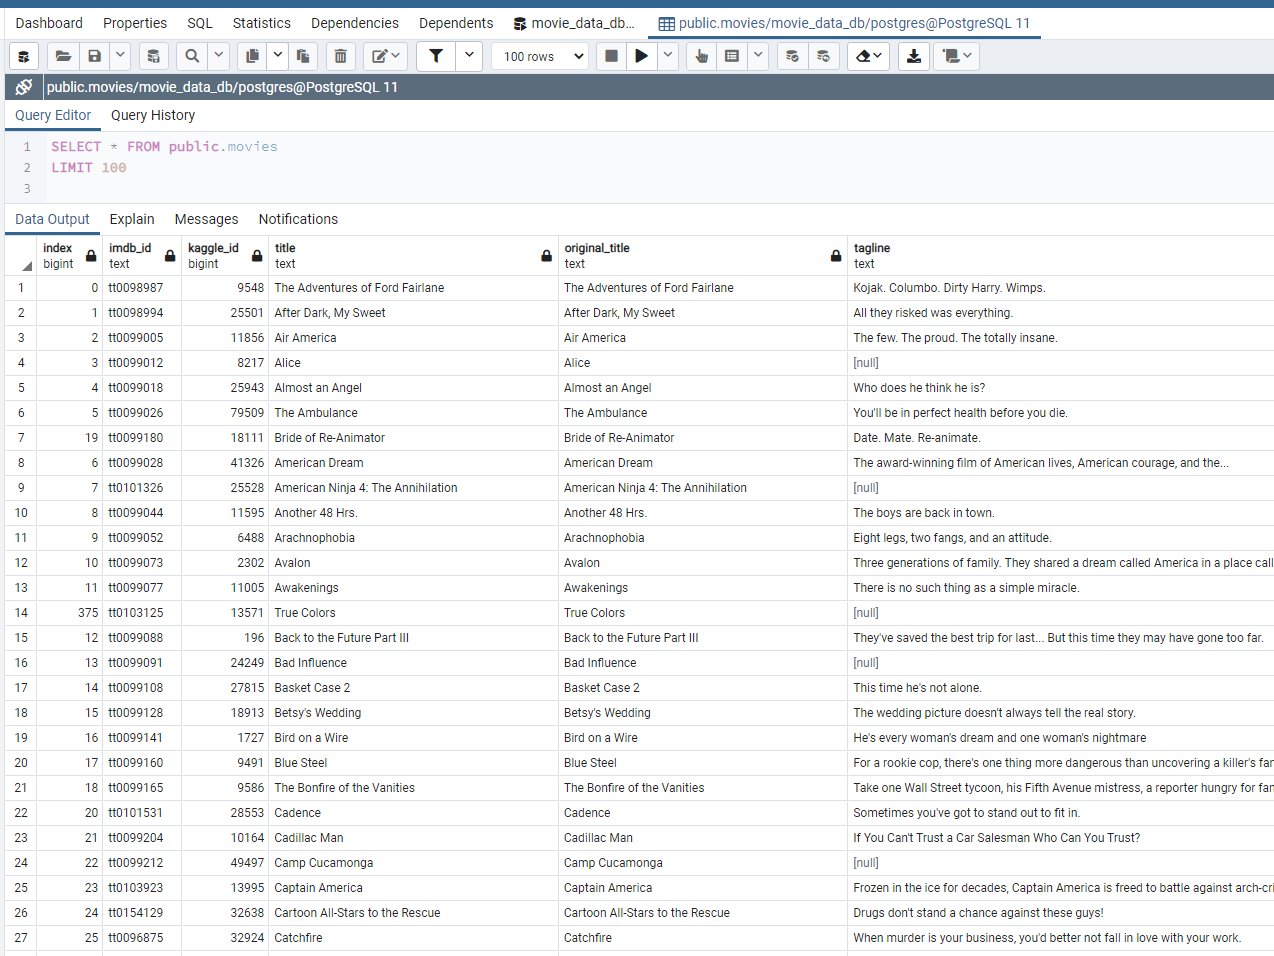 Dashboard Properties SQL Statistics Dependencies Dependents movie_data_db... public.movies/movie_data_db/postgres@PostgreSQL 11
100 rows
public.movies/movie_data_db/postgres@PostgreSQL 11
Query Editor Query History
1 SELECT * FROM public.movies
2 LIMIT 100
3
Data Output Explain Messages Notifications
index imdb_id kaggle_id title original_title tagline
bigint text bigint text text text
1 0 tt0098987 9548 The Adventures of Ford Fairlane The Adventures of Ford Fairlane Kojak. Columbo. Dirty Harry. Wimps.
2 1 tt0098994 25501 After Dark, My Sweet After Dark, My Sweet All they risked was everything.
3 2 tt0099005 11856 Air America Air America The few. The proud. The totally insane.
4 3 tt0099012 8217 Alice Alice [null]
5 4 tt0099018 25943 Almost an Angel Almost an Angel Who does he think he is?
6 5 tt0099026 79509 The Ambulance The Ambulance You'll be in perfect health before you die.
7 19 tt0099180 18111 Bride of Re-Animator Bride of Re-Animator Date. Mate. Re-animate.
8 6 tt0099028 41326 American Dream American Dream The award-winning film of American lives, American courage, and the...
9 7 tt0101326 25528 American Ninja 4: The Annihilation American Ninja 4: The Annihilation [null]
10 8 tt0099044 11595 Another 48 Hrs. Another 48 Hrs. The boys are back in town.
11 9 tt0099052 6488 Arachnophobia Arachnophobia Eight legs, two fangs, and an attitude.
12 10 tt0099073 2302 Avalon Avalon Three generations of family. They shared a dream called America in a place call
13 11 tt0099077 11005 Awakenings Awakenings There is no such thing as a simple miracle.
14 375 tt0103125 13571 True Colors True Colors [null]
15 12 tt0099088 196 Back to the Future Part III Back to the Future Part III They've saved the best trip for last... But this time they may have gone too far.
16 13 tt0099091 24249 Bad Influence Bad Influence [null]
17 14 tt0099108 27815 Basket Case 2 Basket Case 2 This time he's not alone.
18 15 tt0099128 18913 Betsy's Wedding Betsy's Wedding The wedding picture doesn't always tell the real story.
19 16 tt0099141 1727 Bird on a Wire Bird on a Wire He's every woman's dream and one woman's nightmare
20 17 tt0099160 9491 Blue Steel Blue Steel For a rookie cop, there's one thing more dangerous than uncovering a killer's fan
21 18 tt0099165 9586 The Bonfire of the Vanities The Bonfire of the Vanities Take one Wall Street tycoon, his Fifth Avenue mistress, a reporter hungry for fam
22 20 tt0101531 28553 Cadence Cadence Sometimes you've got to stand out to fit in.
23 21 tt0099204 10164 Cadillac Man Cadillac Man If You Can't Trust a Car Salesman Who Can You Trust?
24 22 tt0099212 49497 Camp Cucamonga Camp Cucamonga [null]
25 23 tt0103923 13995 Captain America Captain America Frozen in the ice for decades, Captain America is freed to battle against arch-cri
26 24 tt0154129 32638 Cartoon All-Stars to the Rescue Cartoon All-Stars to the Rescue Drugs don't stand a chance against these guys!
27 25 tt0096875 32924 Catchfire Catchfire When murder is your business, you'd better not fall in love with your work.